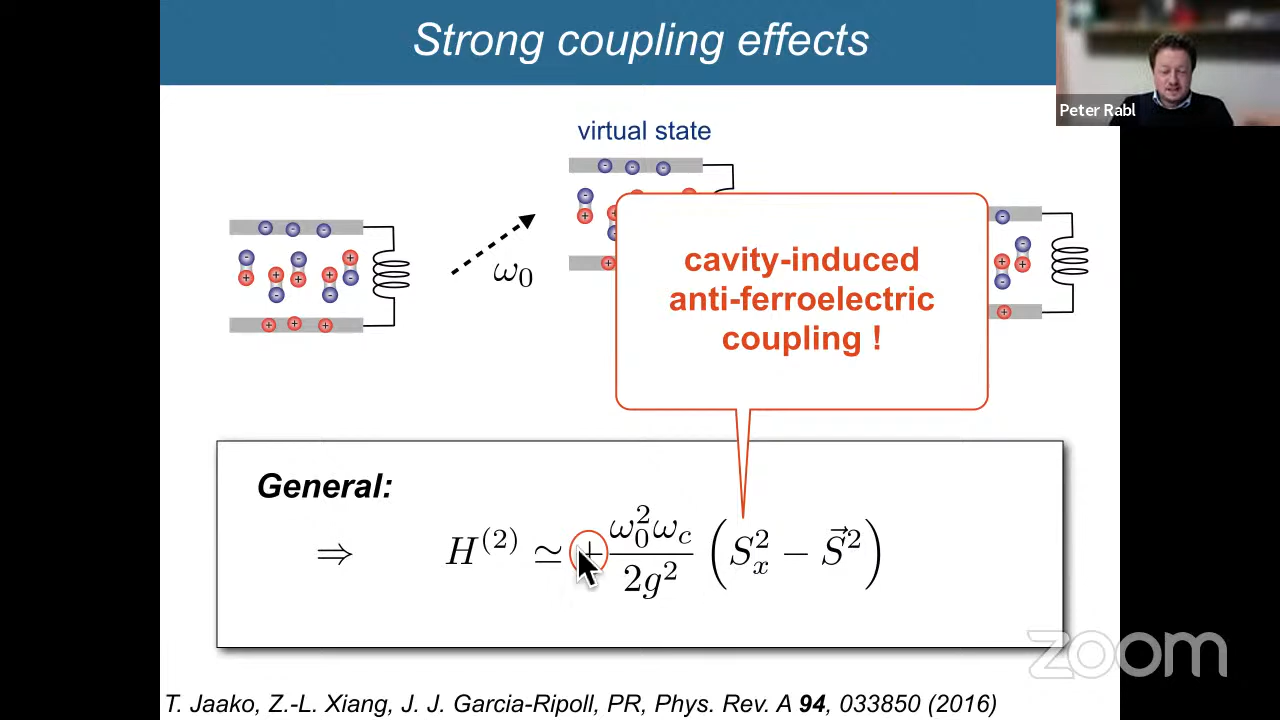 Strong coupling effects
Peter Rabl
virtual state
ω₀
cavity-induced
anti-ferroelectric
coupling !
General:
⇒ H⁽²⁾ ≃ + ω₀²ω_c / 2g² (Sₓ² − S⃗²)
zoom
T. Jaako, Z.-L. Xiang, J. J. Garcia-Ripoll, PR, Phys. Rev. A 94, 033850 (2016)